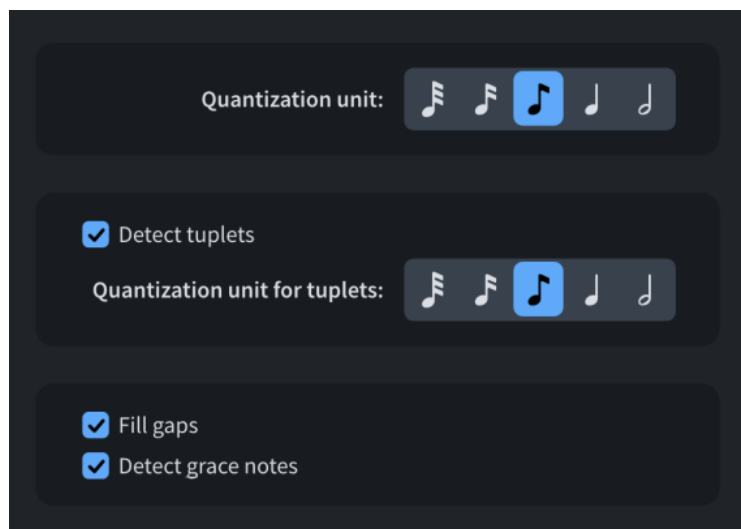 Quantization unit:
Detect tuplets
Quantization unit for tuplets:
Fill gaps
Detect grace notes